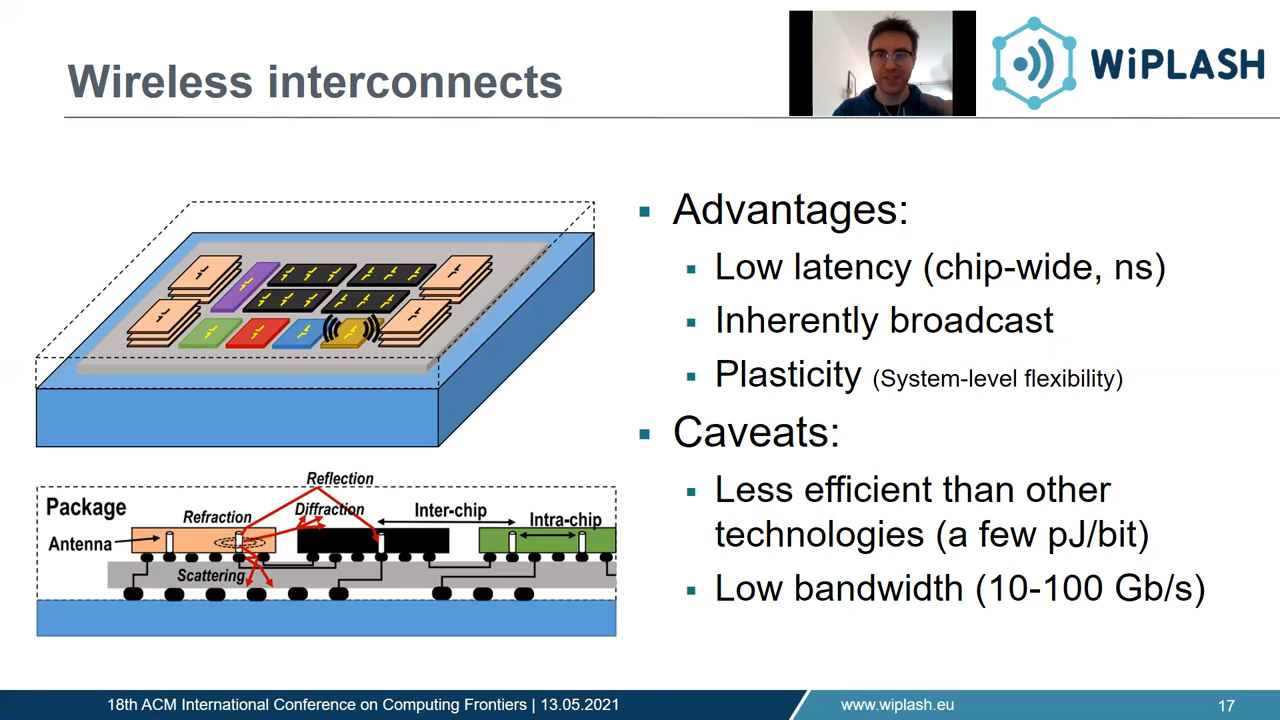 Wireless interconnects
WiPLASH
Advantages:
Low latency (chip-wide, ns)
Inherently broadcast
Plasticity (System-level flexibility)
Caveats:
Less efficient than other
technologies (a few pJ/bit)
Low bandwidth (10-100 Gb/s)
Package
Reflection
Refraction
Diffraction
Inter-chip
Intra-chip
Antenna
Scattering
18th ACM International Conference on Computing Frontiers | 13.05.2021
www.wiplash.eu
17